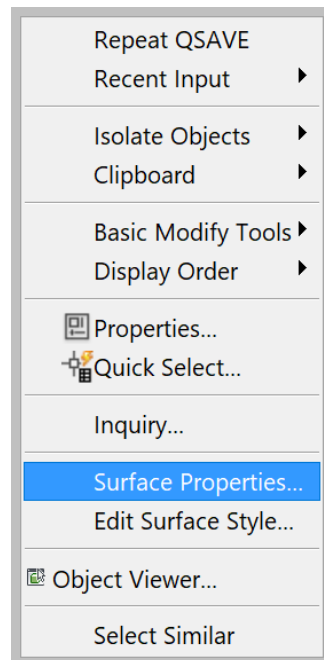 Repeat QSAVE
Recent Input
Isolate Objects
Clipboard
Basic Modify Tools
Display Order
Properties...
Quick Select...
Inquiry...
Surface Properties...
Edit Surface Style...
Object Viewer...
Select Similar